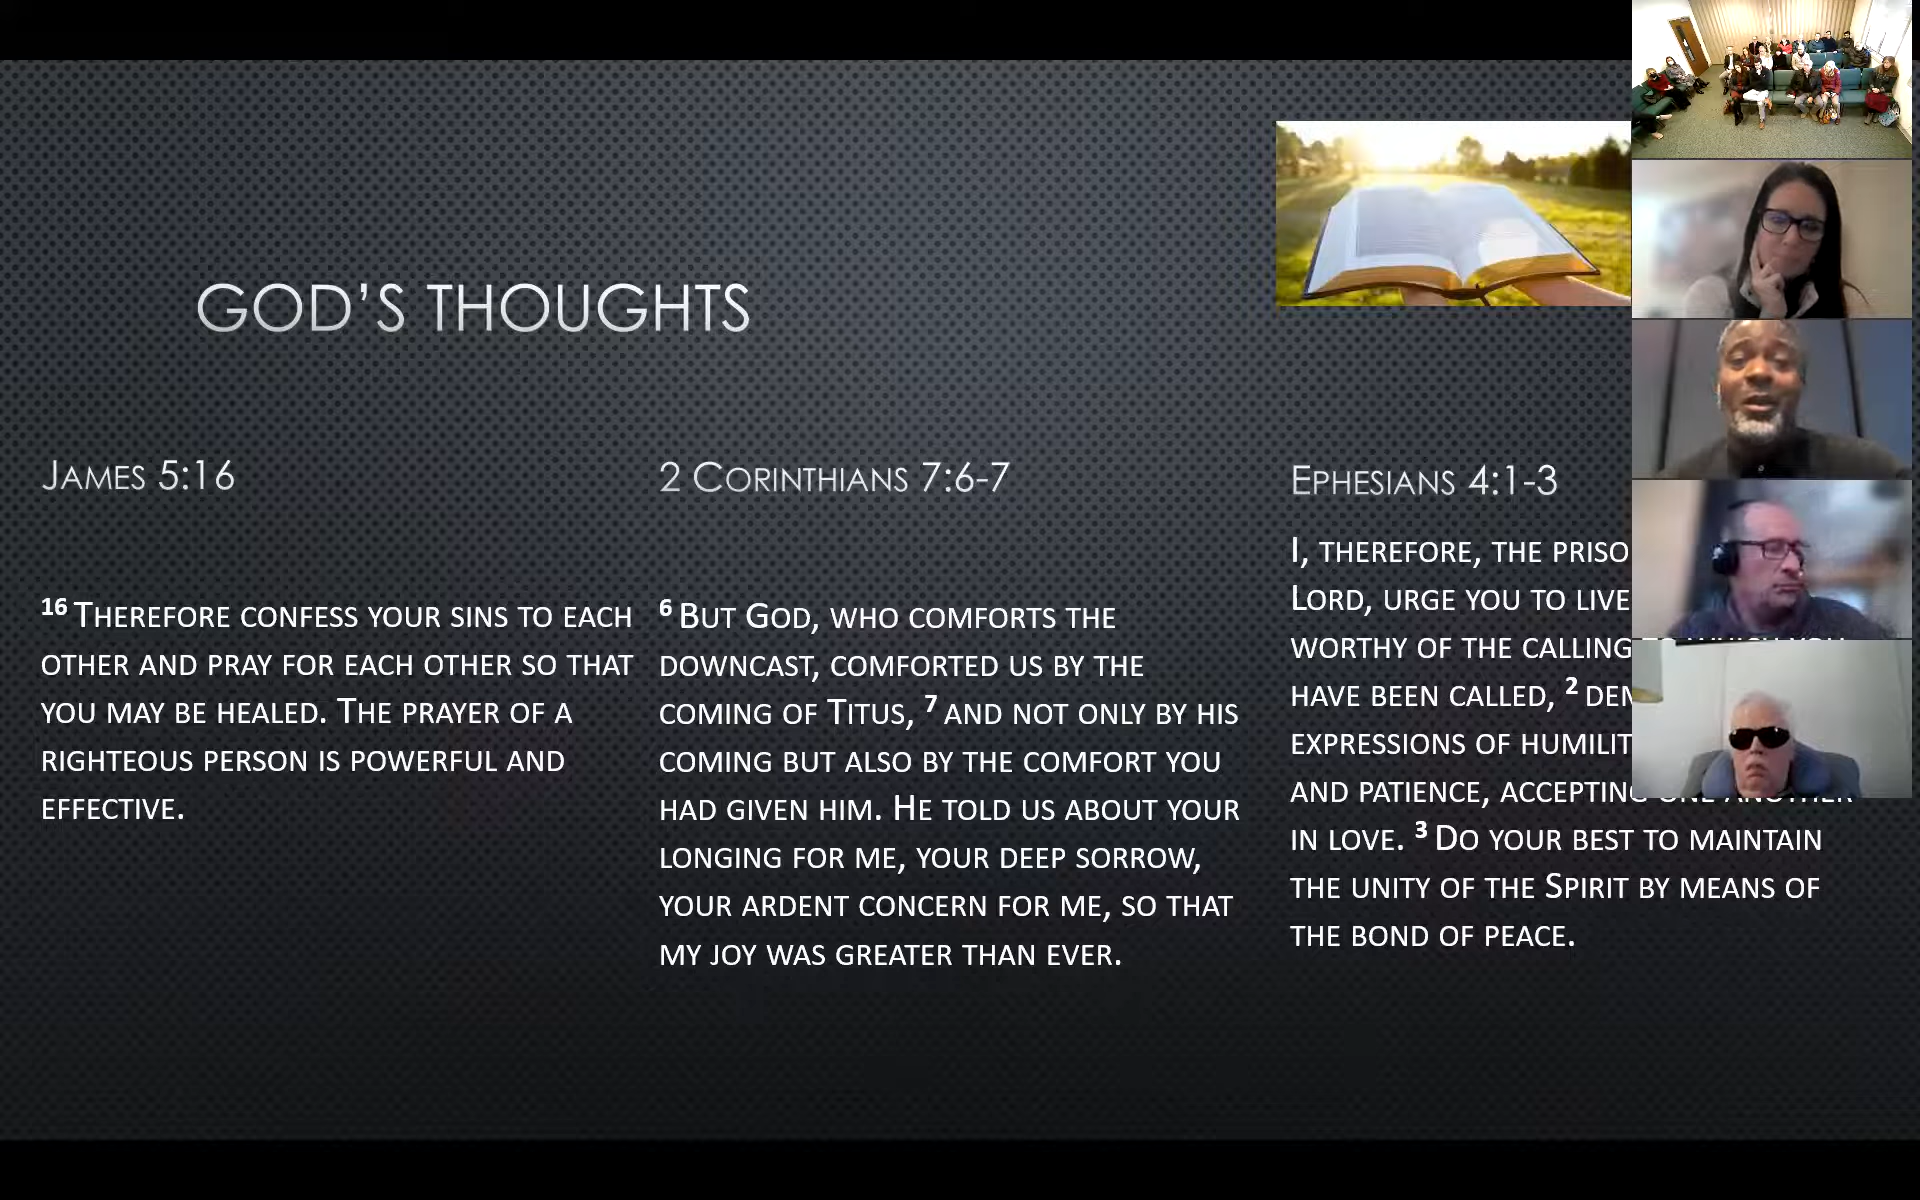 GOD’S THOUGHTS
JAMES 5:16
16 THEREFORE CONFESS YOUR SINS TO EACH
OTHER AND PRAY FOR EACH OTHER SO THAT
YOU MAY BE HEALED. THE PRAYER OF A
RIGHTEOUS PERSON IS POWERFUL AND
EFFECTIVE.
2 CORINTHIANS 7:6-7
6 BUT GOD, WHO COMFORTS THE
DOWNCAST, COMFORTED US BY THE
COMING OF TITUS, 7 AND NOT ONLY BY HIS
COMING BUT ALSO BY THE COMFORT YOU
HAD GIVEN HIM. HE TOLD US ABOUT YOUR
LONGING FOR ME, YOUR DEEP SORROW,
YOUR ARDENT CONCERN FOR ME, SO THAT
MY JOY WAS GREATER THAN EVER.
EPHESIANS 4:1-3
I, THEREFORE, THE
LORD, URGE YOU TO LIVE
WORTHY OF THE CALLING TO WHICH YOU
HAVE BEEN CALLED, 2
EXPRESSIONS OF
AND PATIENCE, ACCEPTING ONE ANOTHER
IN LOVE. 3 DO YOUR BEST TO MAINTAIN
THE UNITY OF THE SPIRIT BY MEANS OF
THE BOND OF PEACE.